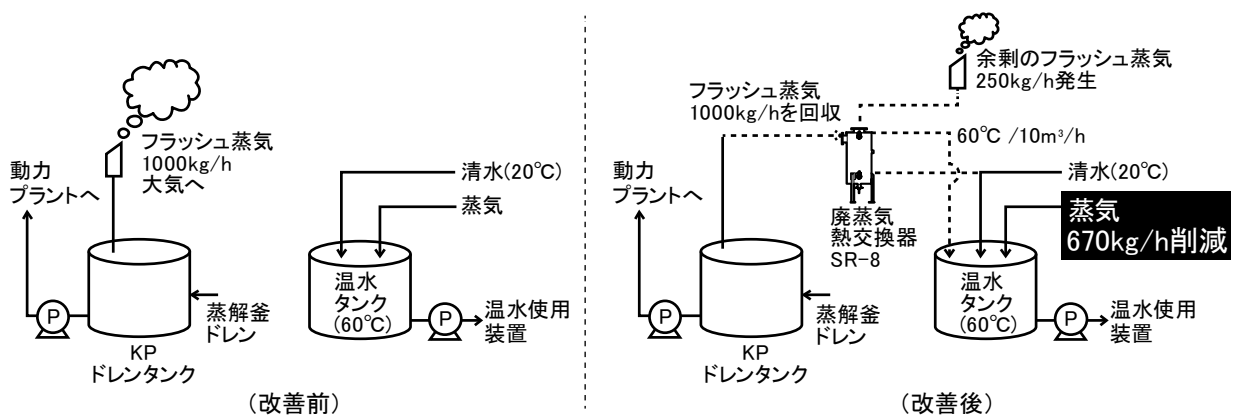 フラッシュ蒸気
1000kg/h
大気へ
動力
プラントへ
清水(20℃)
蒸気
温水
タンク
(60℃)
P
蒸解釜
ドレン
P
温水使用
装置
KP
ドレンタンク
(改善前)
余剰のフラッシュ蒸気
250kg/h発生
フラッシュ蒸気
1000kg/hを回収
60℃ /10m³/h
動力
プラントへ
清水(20℃)
蒸気
670kg/h削減
廃蒸気
熱交換器
SR-8
温水
タンク
(60℃)
P
蒸解釜
ドレン
P
温水使用
装置
KP
ドレンタンク
(改善後)